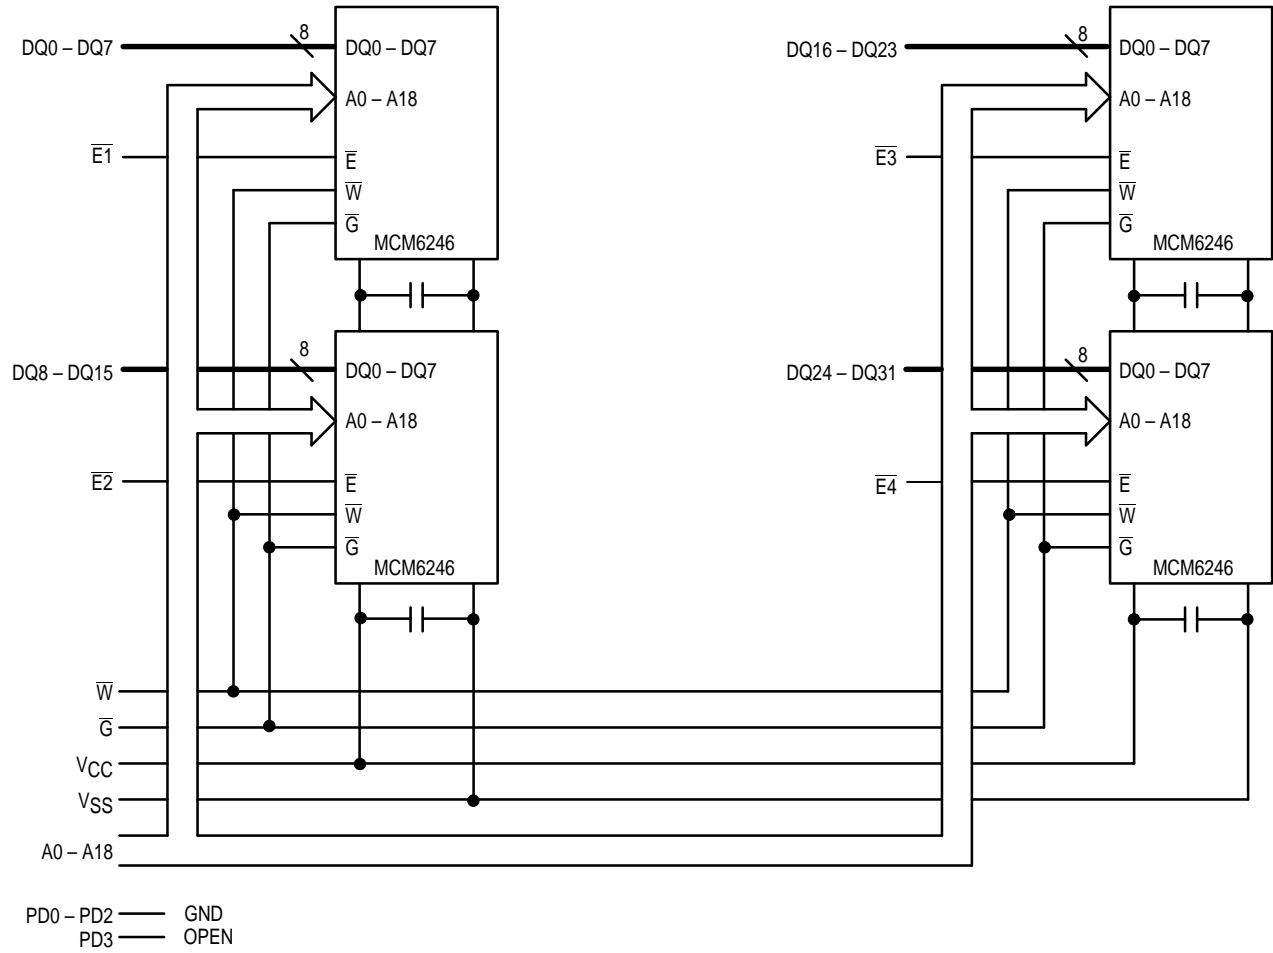 DQ0 – DQ7
8
DQ0 – DQ7
A0 – A18
E1
E
W
G
MCM6246
DQ8 – DQ15
8
DQ0 – DQ7
A0 – A18
E2
E
W
G
MCM6246
DQ16 – DQ23
8
DQ0 – DQ7
A0 – A18
E3
E
W
G
MCM6246
DQ24 – DQ31
8
DQ0 – DQ7
A0 – A18
E4
E
W
G
MCM6246
W
G
VCC
VSS
A0 – A18
PD0 – PD2 GND
PD3 OPEN